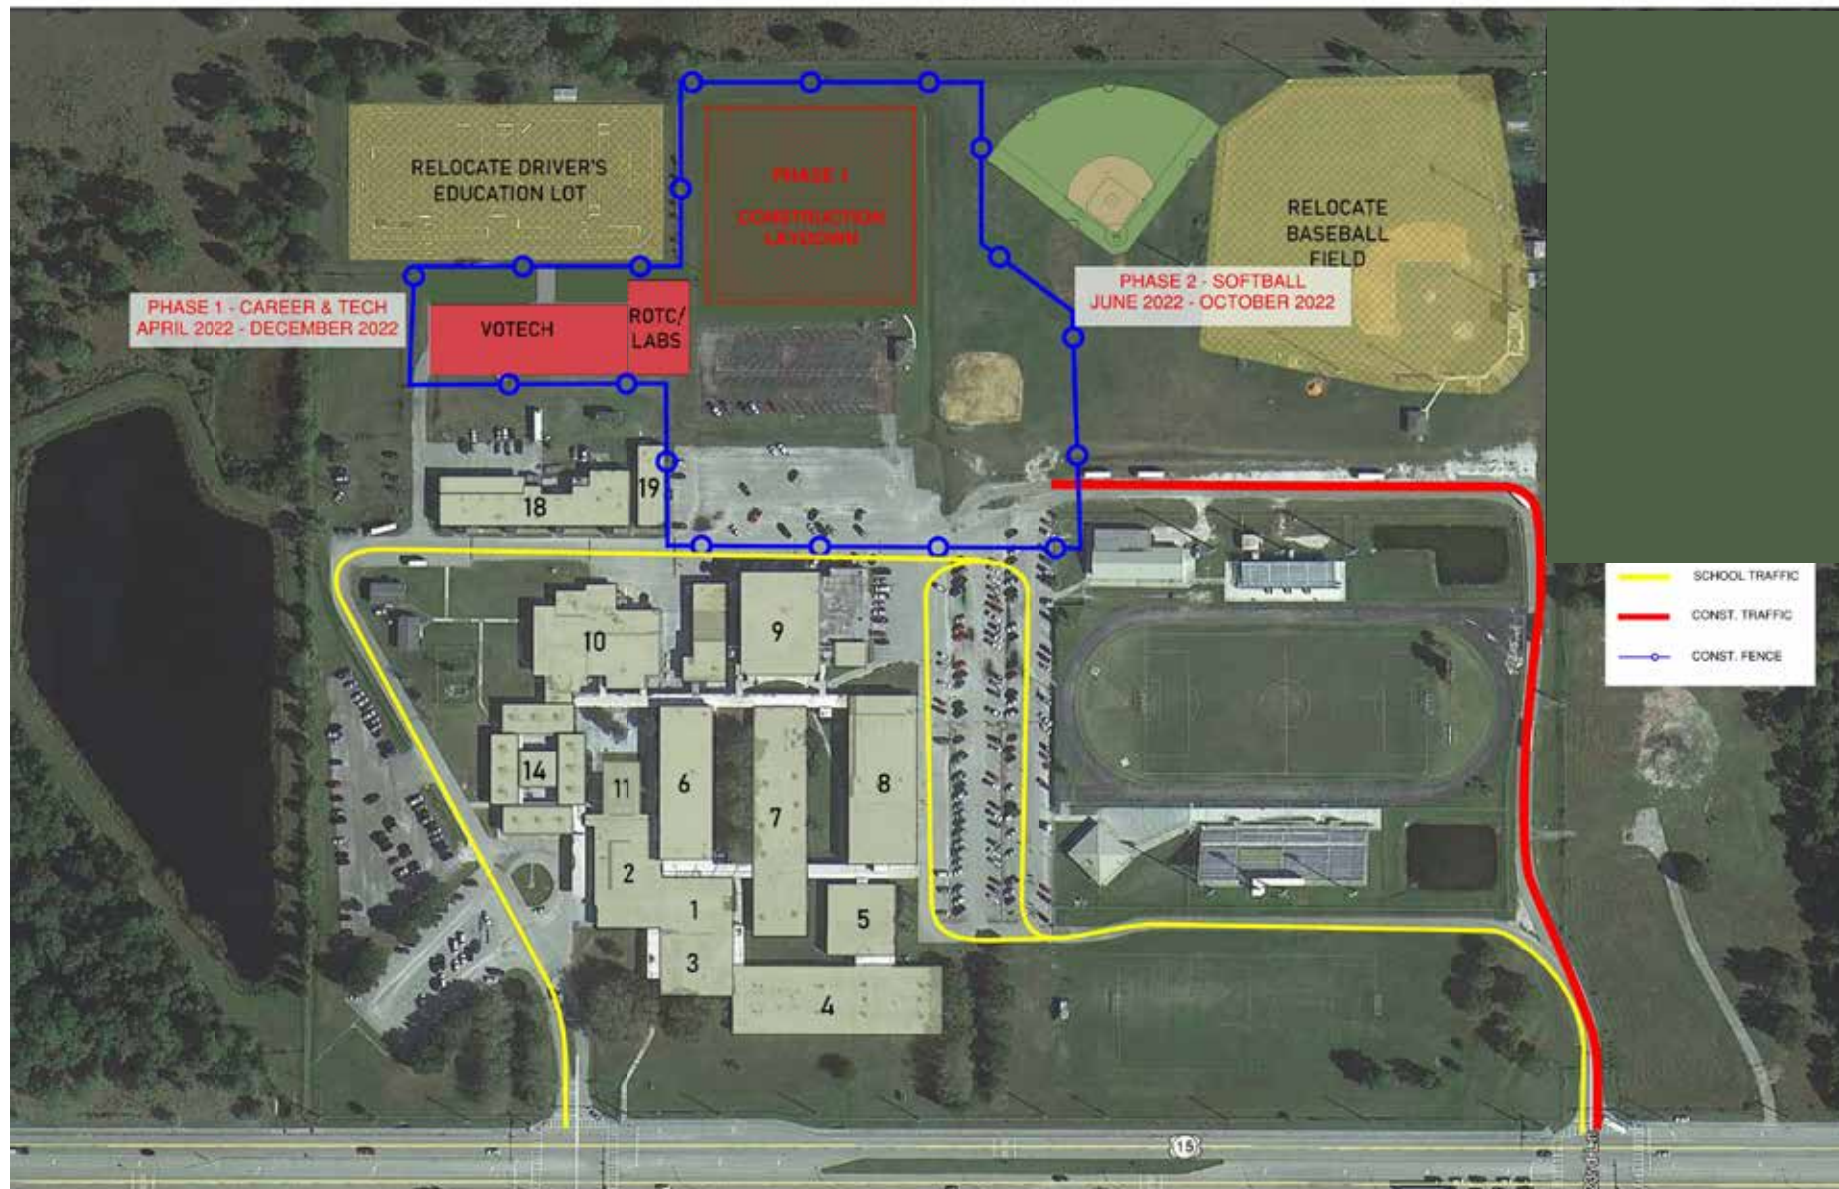 RELOCATE DRIVER'S
EDUCATION LOT
PHASE 1
CONSTRUCTION
LAYDOWN
RELOCATE
BASEBALL
FIELD
PHASE 2 - SOFTBALL
JUNE 2022 - OCTOBER 2022
PHASE 1 - CAREER & TECH
APRIL 2022 - DECEMBER 2022
VOTECH
ROTC/
LABS
18
19
10
9
14
11
6
7
8
2
1
5
3
4
SCHOOL TRAFFIC
CONST. TRAFFIC
CONST. FENCE
15